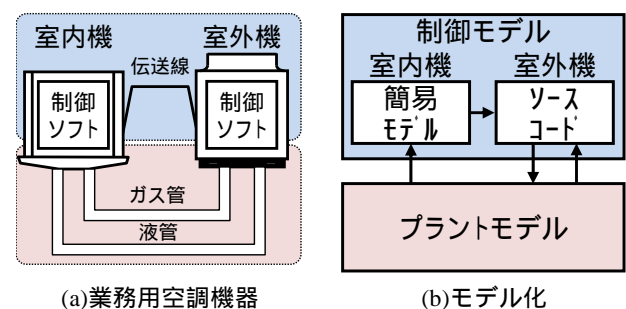 室内機
室外機
伝送線
制御
ソフト
制御
ソフト
ガス管
液管
(a)業務用空調機器
制御モデル
室内機
室外機
簡易
ﾓﾃﾞﾙ
ｿｰｽ
ｺｰﾄﾞ
プラントモデル
(b)モデル化